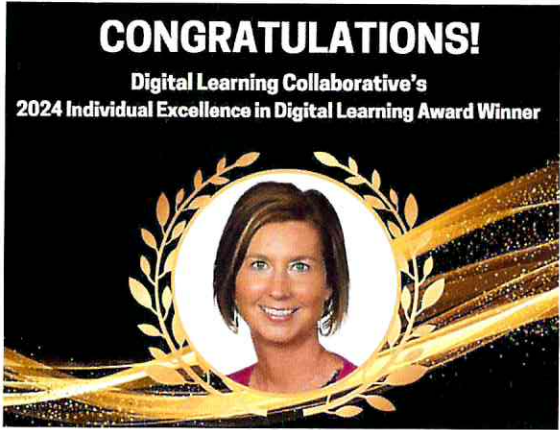 CONGRATULATIONS!
Digital Learning Collaborative's
2024 Individual Excellence in Digital Learning Award Winner